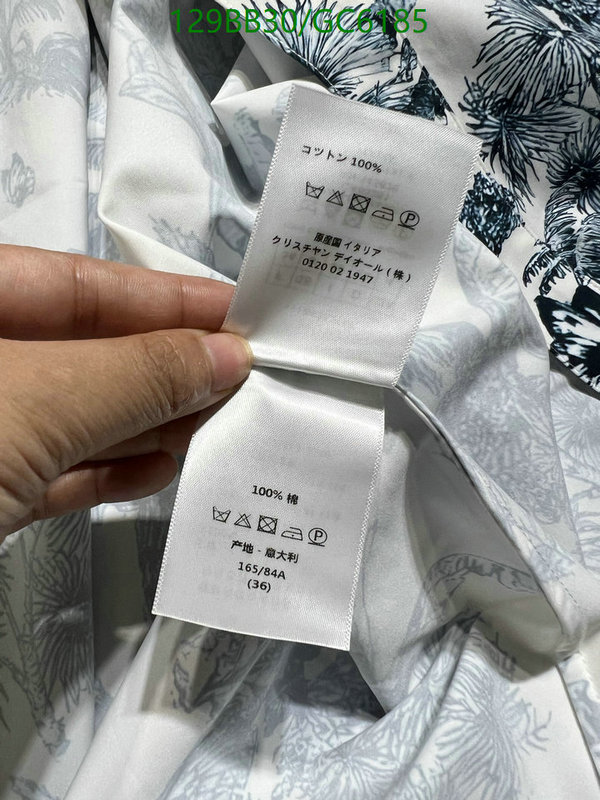 129BB30/GC6185
コットン 100%
原産国 イタリア
クリスチャン ディオール ( 株 )
0120 02 1947
100% 棉
产地 - 意大利
165/84A
(36)